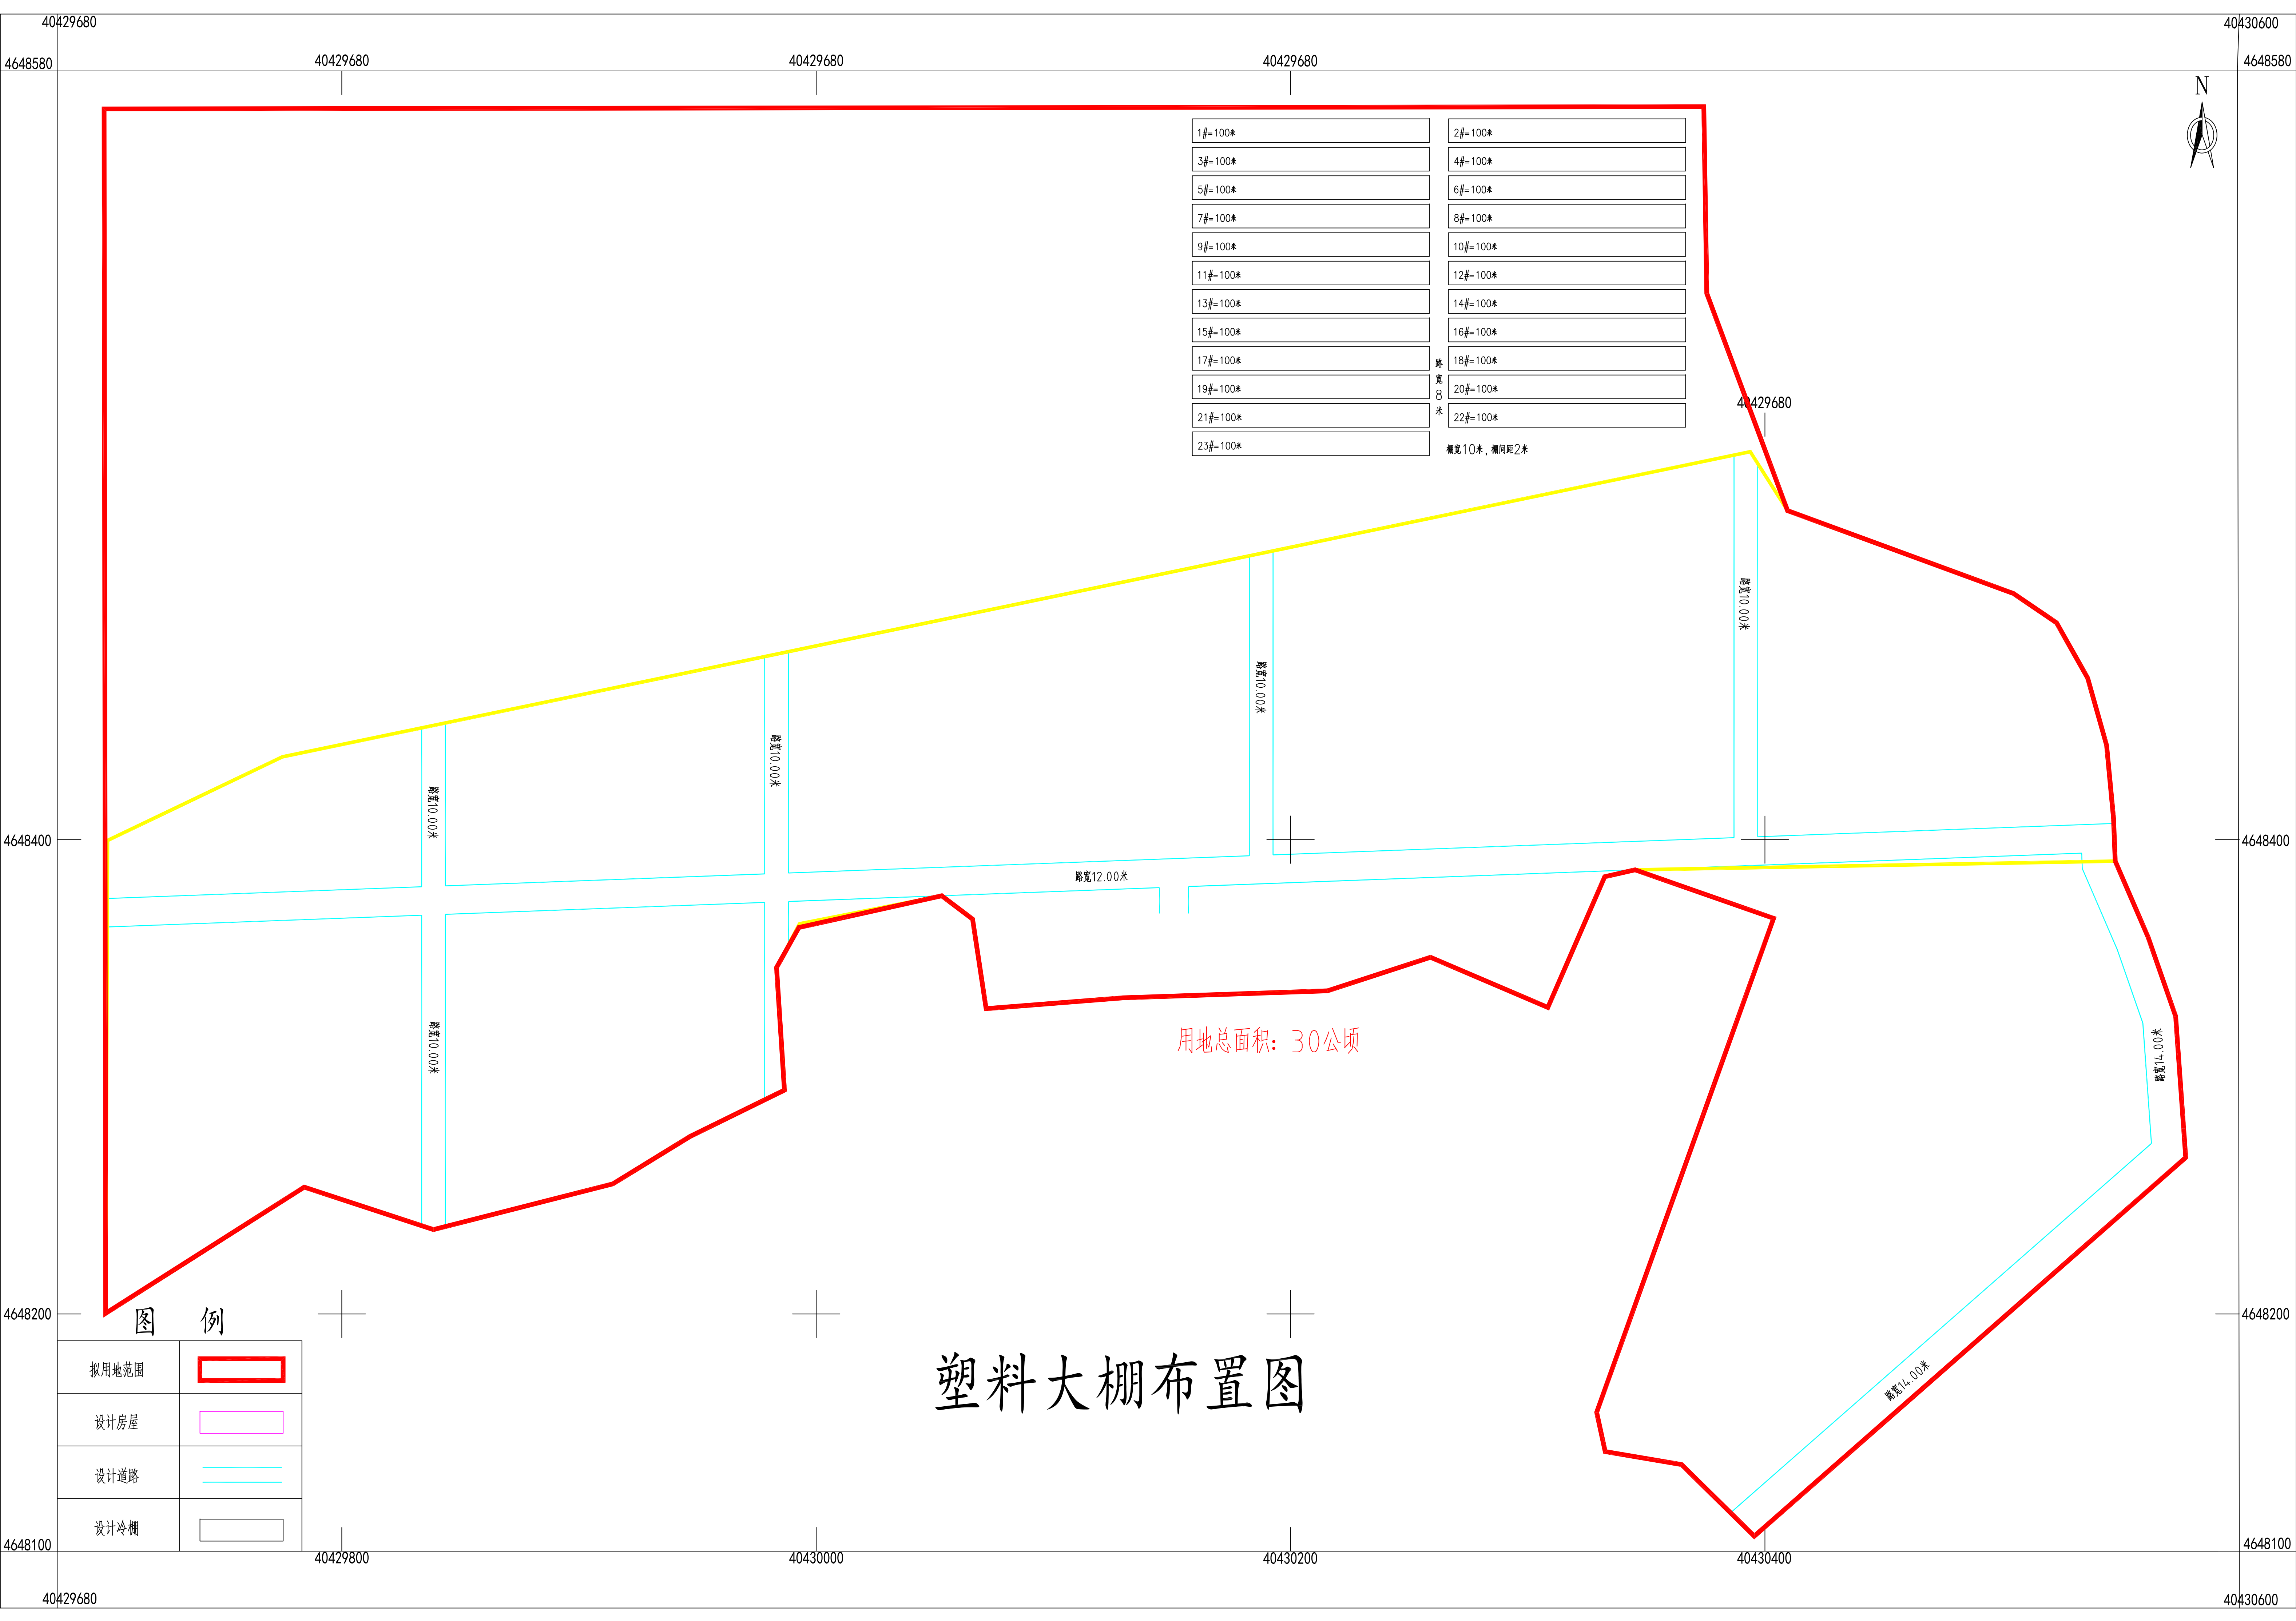 40429680
40430600
4648580
40429680
40429680
40429680
4648580
N
1#=100米
2#=100米
3#=100米
4#=100米
5#=100米
6#=100米
7#=100米
8#=100米
9#=100米
10#=100米
11#=100米
12#=100米
13#=100米
14#=100米
15#=100米
16#=100米
17#=100米
18#=100米
19#=100米
20#=100米
21#=100米
22#=100米
23#=100米
路宽8米
棚宽10米,棚间距2米
40429680
路宽10.00米
路宽10.00米
路宽10.00米
路宽10.00米
4648400
4648400
路宽12.00米
路宽10.00米
用地总面积：30公顷
路宽14.00米
4648200
4648200
图 例
拟用地范围
设计房屋
设计道路
设计冷棚
塑料大棚布置图
路宽14.00米
4648100
4648100
40429800
40430000
40430200
40430400
40429680
40430600